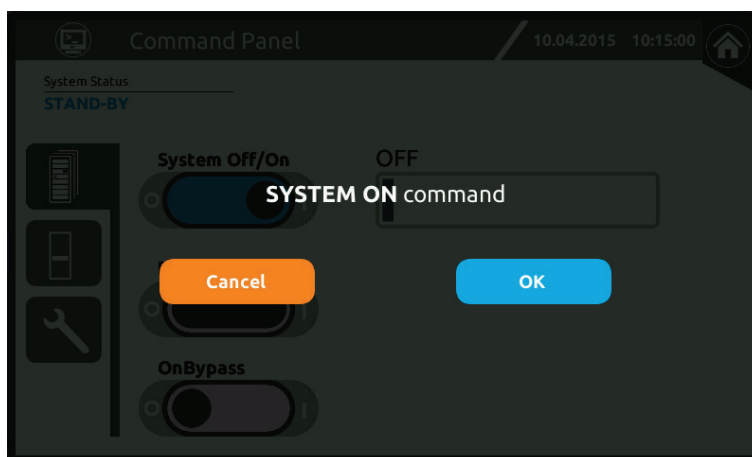 Command Panel
10.04.2015 10:15:00
System Status
STAND-BY
System Off/On
OFF
SYSTEM ON command
Cancel
OK
OnBypass